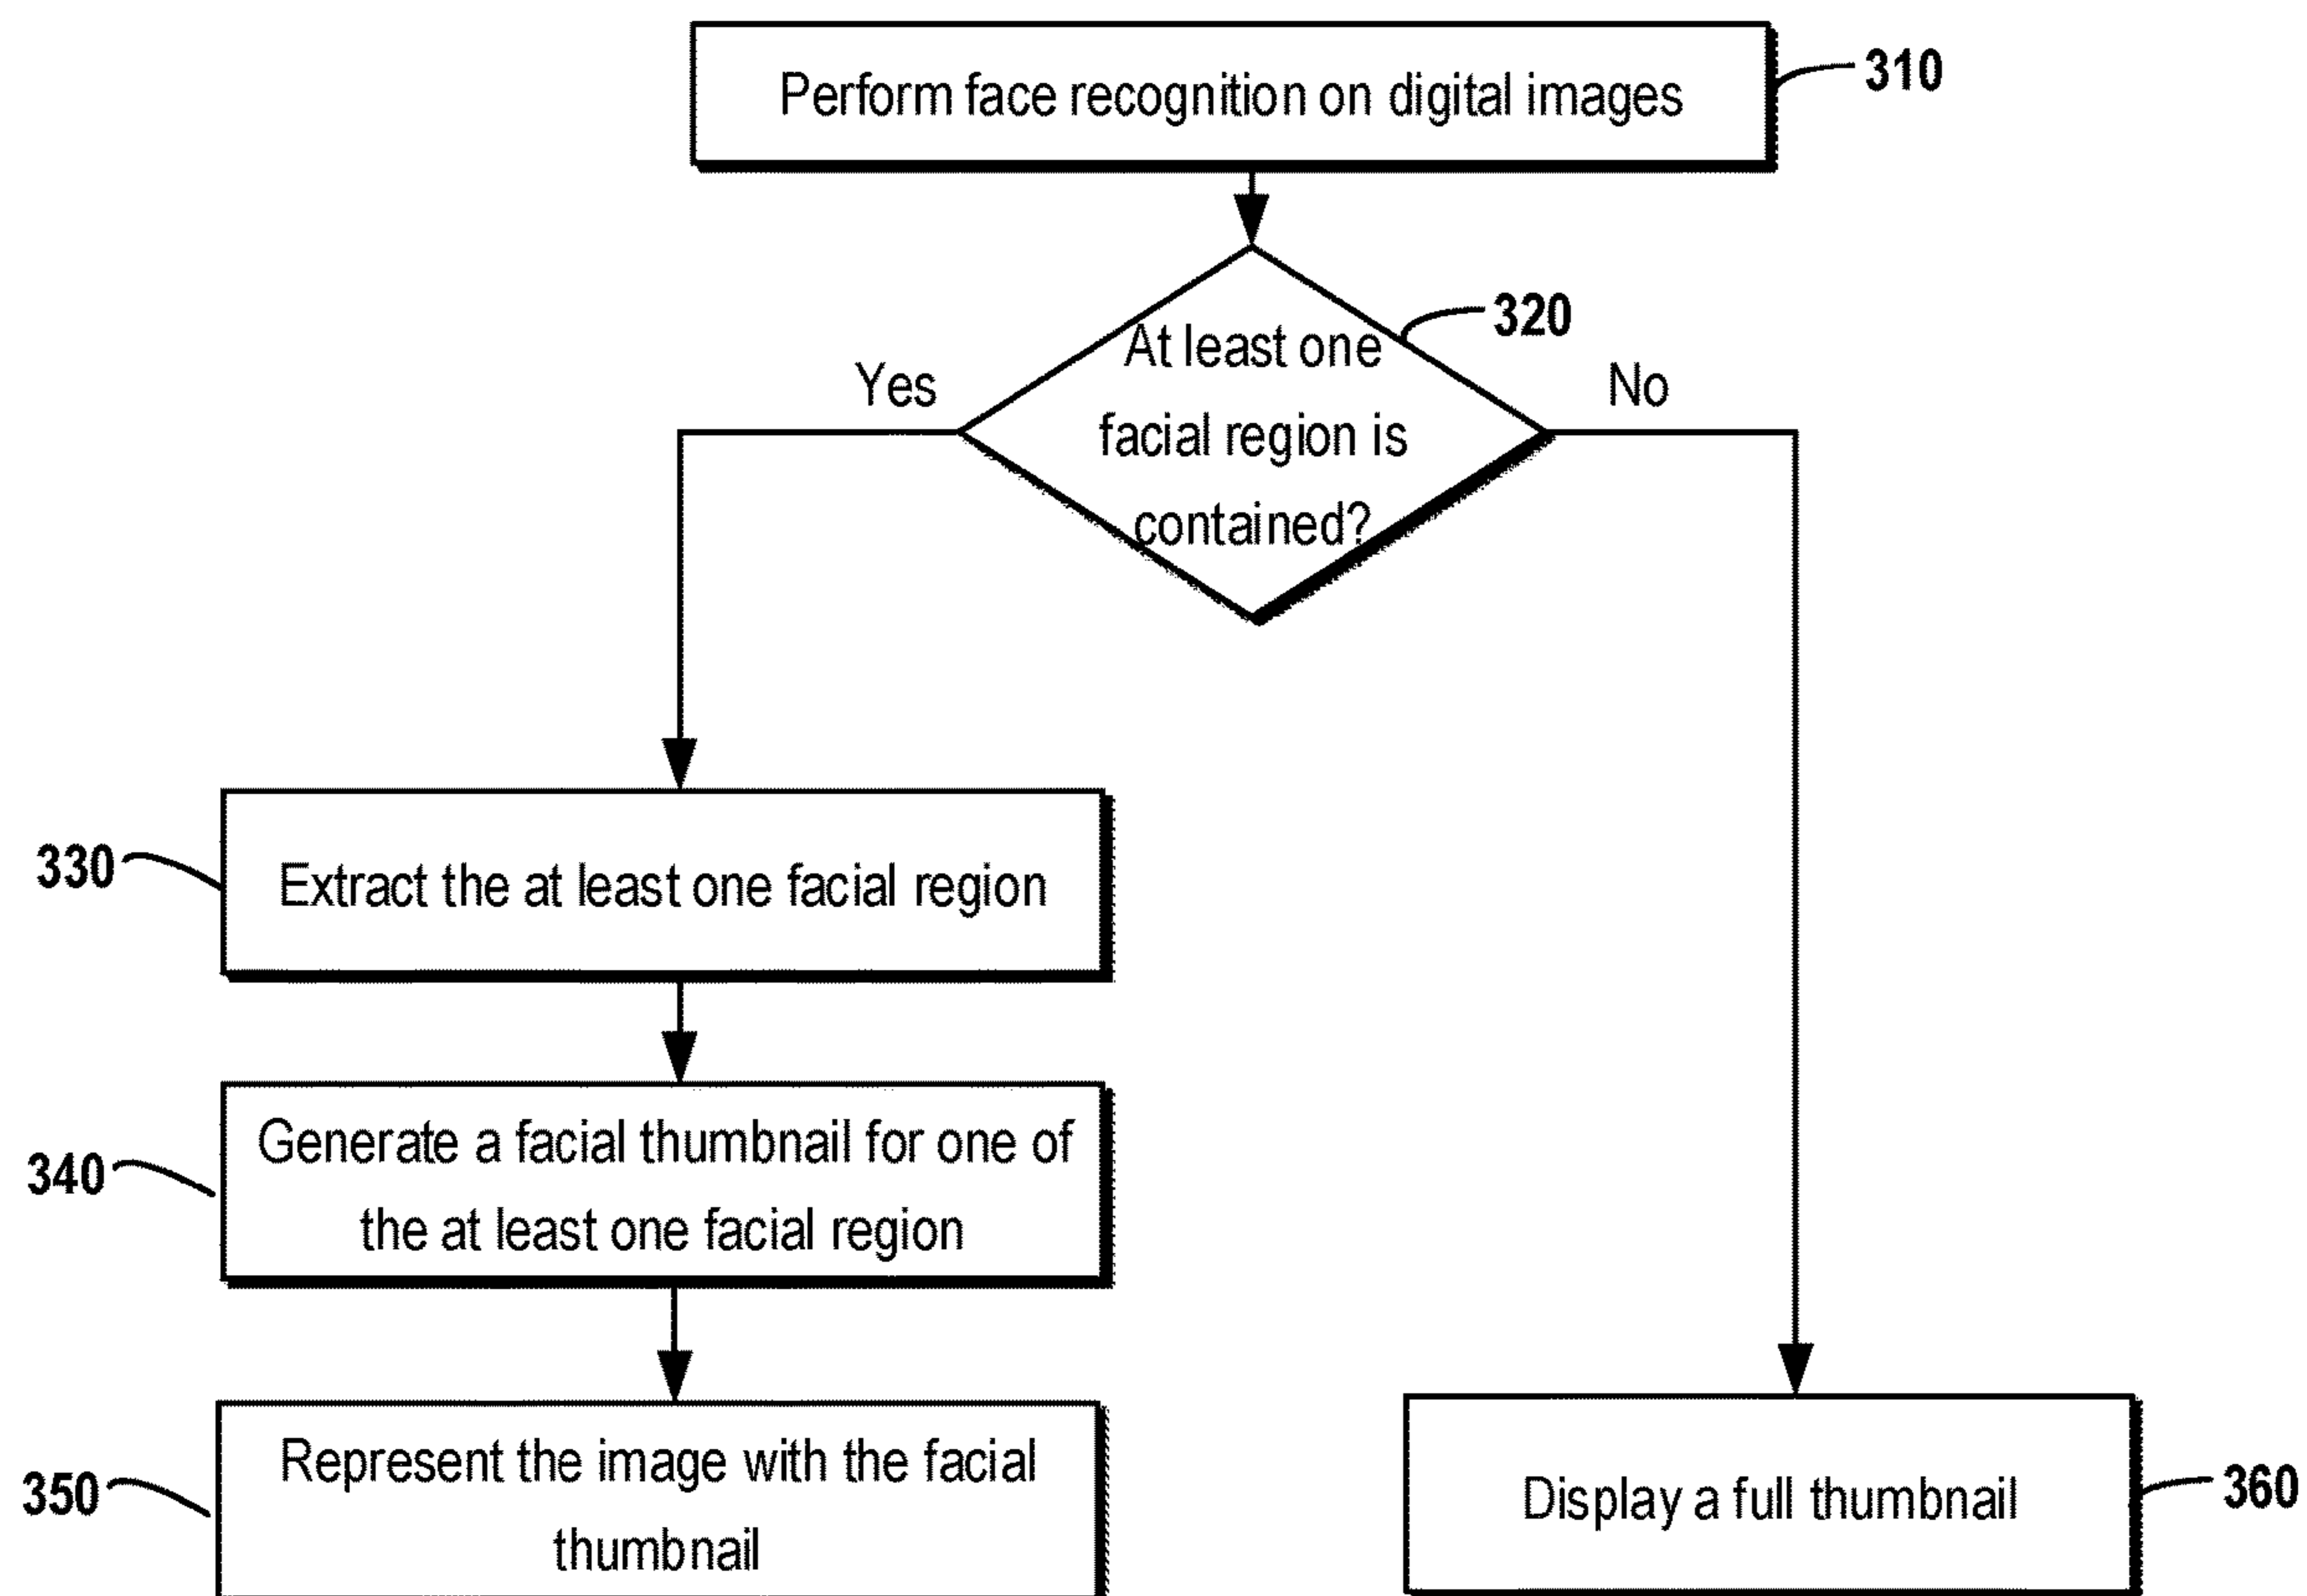 Perform face recognition on digital images
310
At least one
facial region is
contained?
320
Yes
No
330
Extract the at least one facial region
340
Generate a facial thumbnail for one of
the at least one facial region
350
Represent the image with the facial
thumbnail
Display a full thumbnail
360